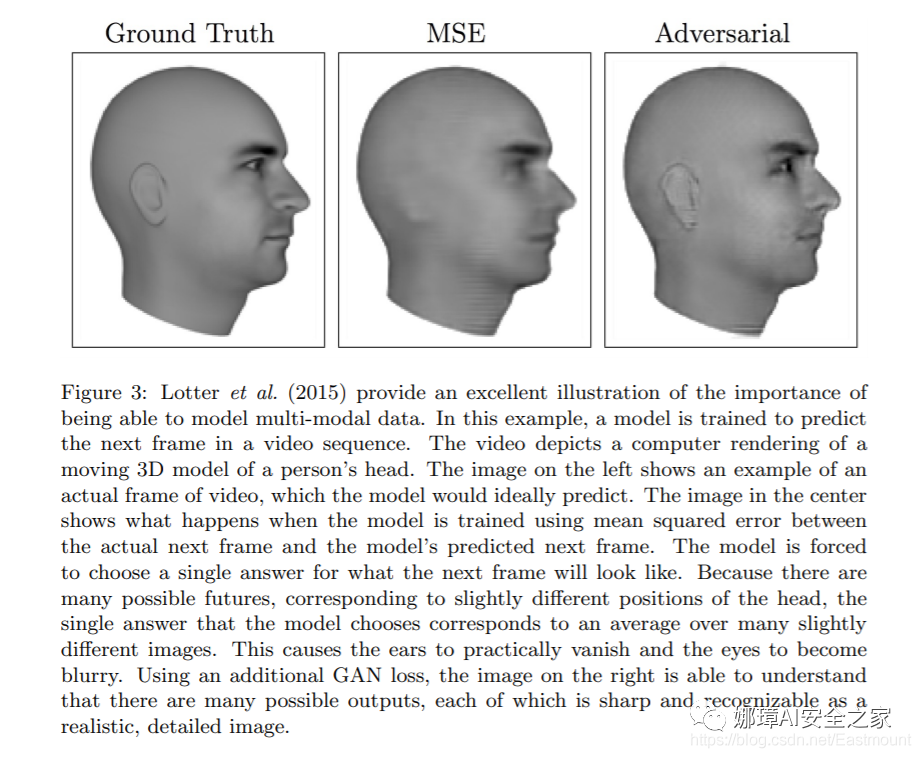 Ground Truth MSE Adversarial
Figure 3: Lotter et al. (2015) provide an excellent illustration of the importance of
being able to model multi-modal data. In this example, a model is trained to predict
the next frame in a video sequence. The video depicts a computer rendering of a
moving 3D model of a person's head. The image on the left shows an example of an
actual frame of video, which the model would ideally predict. The image in the center
shows what happens when the model is trained using mean squared error between
the actual next frame and the model's predicted next frame. The model is forced
to choose a single answer for what the next frame will look like. Because there are
many possible futures, corresponding to slightly different positions of the head, the
single answer that the model chooses corresponds to an average over many slightly
different images. This causes the ears to practically vanish and the eyes to become
blurry. Using an additional GAN loss, the image on the right is able to understand
that there are many possible outputs, each of which is sharp and recognizable as a
realistic, detailed image.
娜璋AI安全之家
https://blog.csdn.net/Eastmount